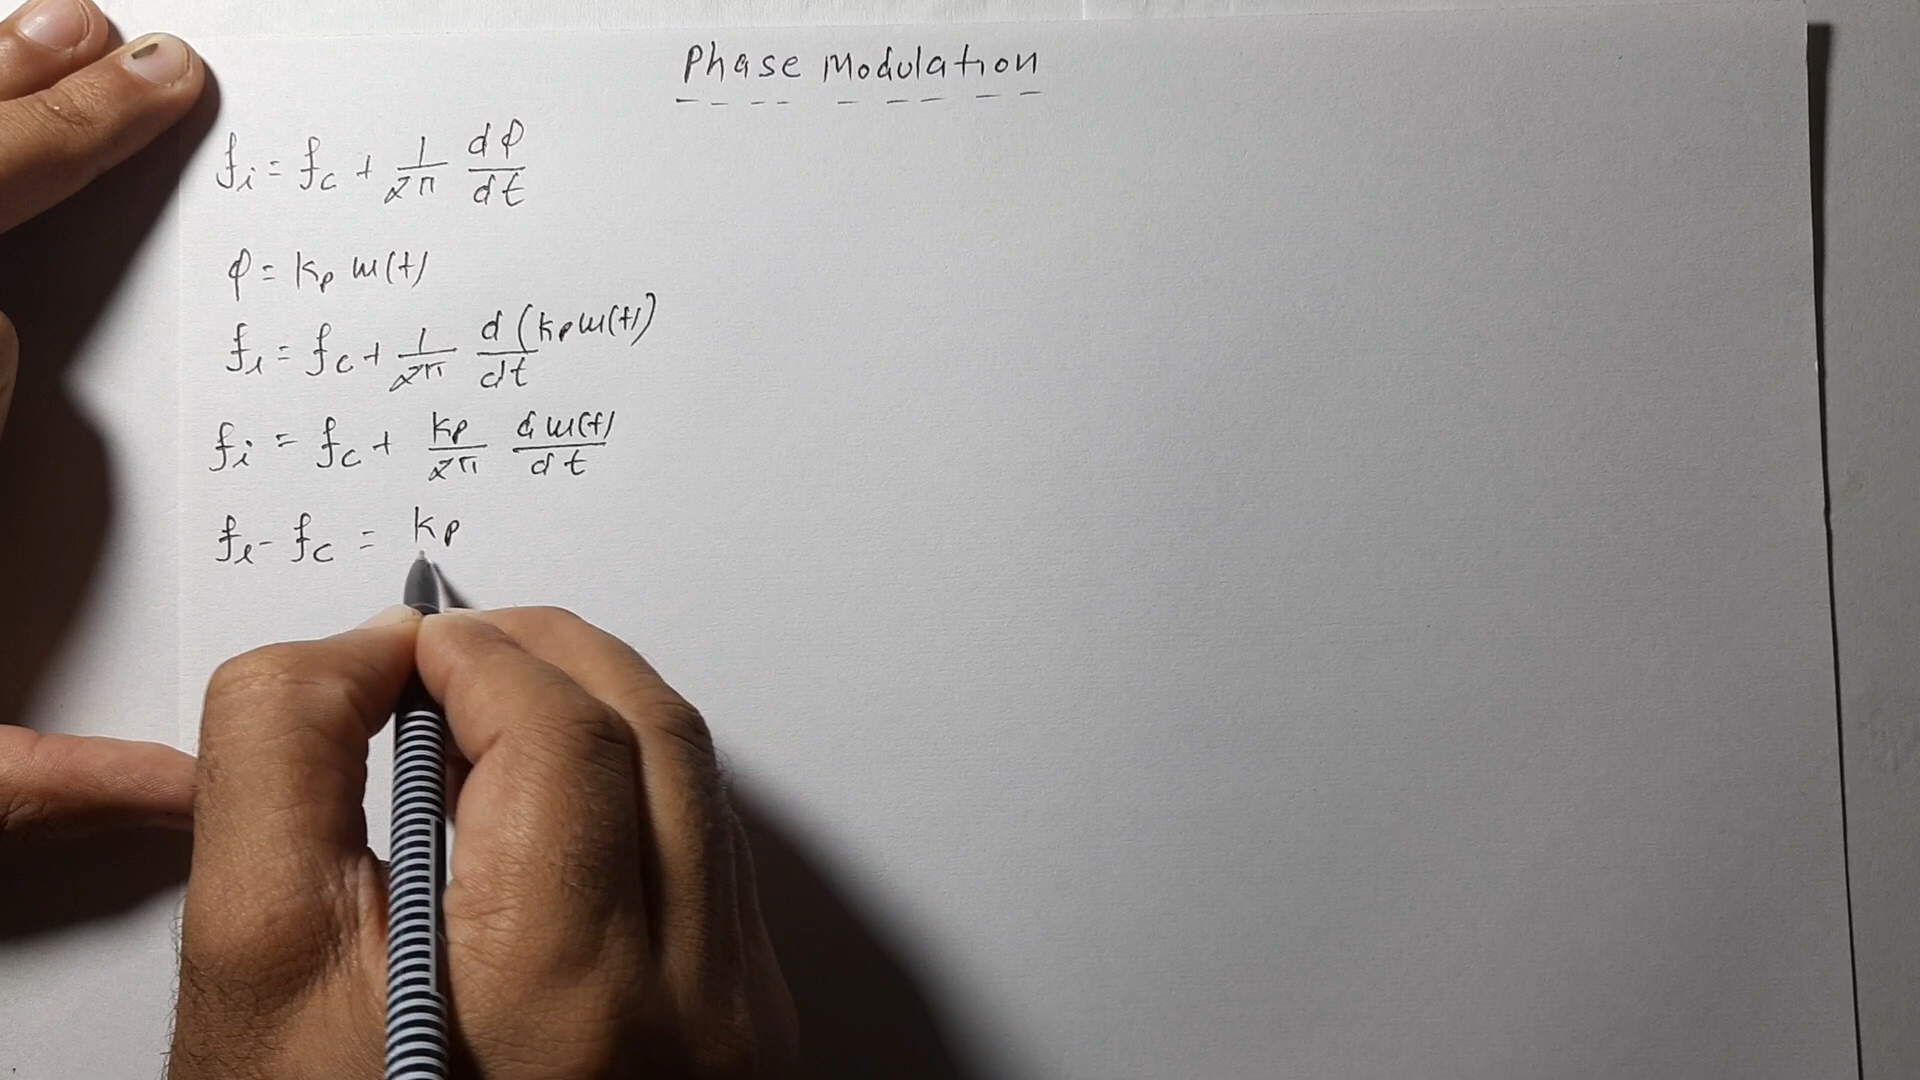 Phase Modulation
fi = fc + 1/2π dφ/dt
φ = kp m(t)
fi = fc + 1/2π d(kp m(t))/dt
fi = fc + kp/2π d m(t)/dt
fi - fc = kp